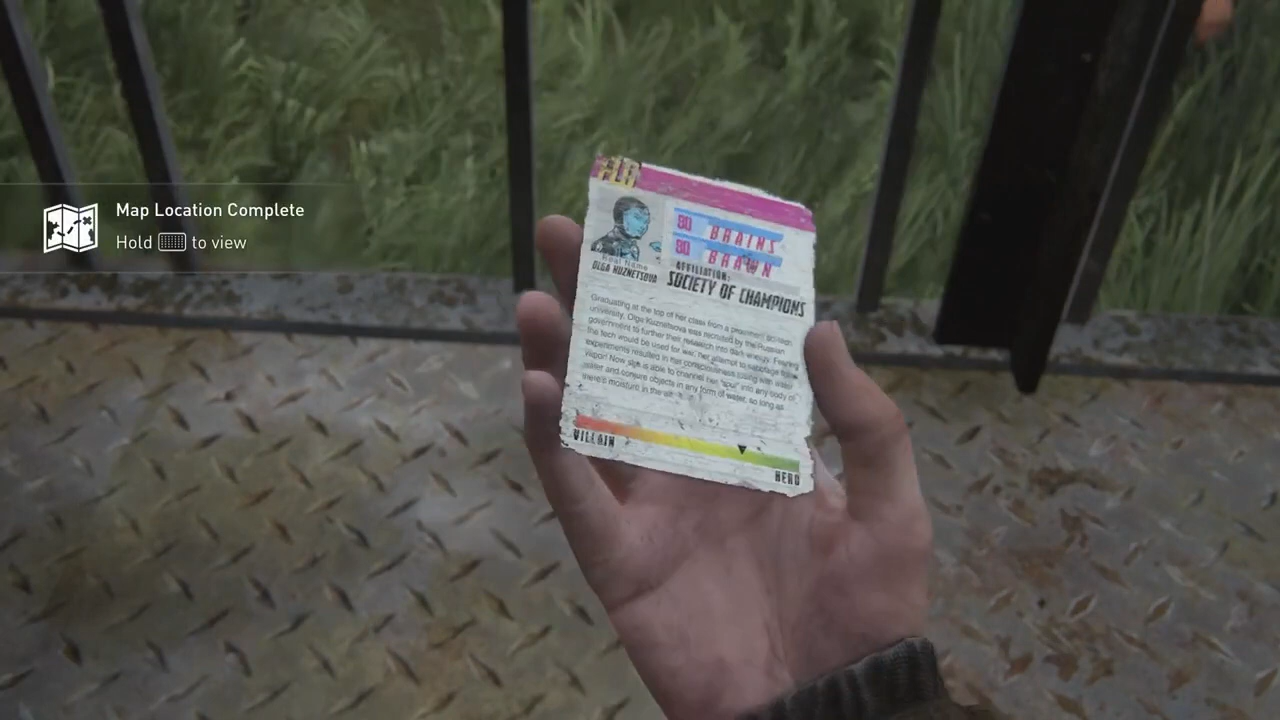 Map Location Complete
Hold to view
80 BRAINS
80 BRAWN
Real Name
OLGA KUZNETSOVA
AFFILIATION:
SOCIETY OF CHAMPIONS
Graduating at the top of her class from a prominent
university, Olga Kuznetsova was recruited by the Russian
government to further their research into dark energy. Fearing
the tech would be used for war, her attempt to sabotage
experiments resulted in her consciousness fusing with water
vapor! Now she is able to channel her "soul" into any body of
water and conjure objects in any form of water, so long as
there's moisture in the air.
VILLAIN
HERO